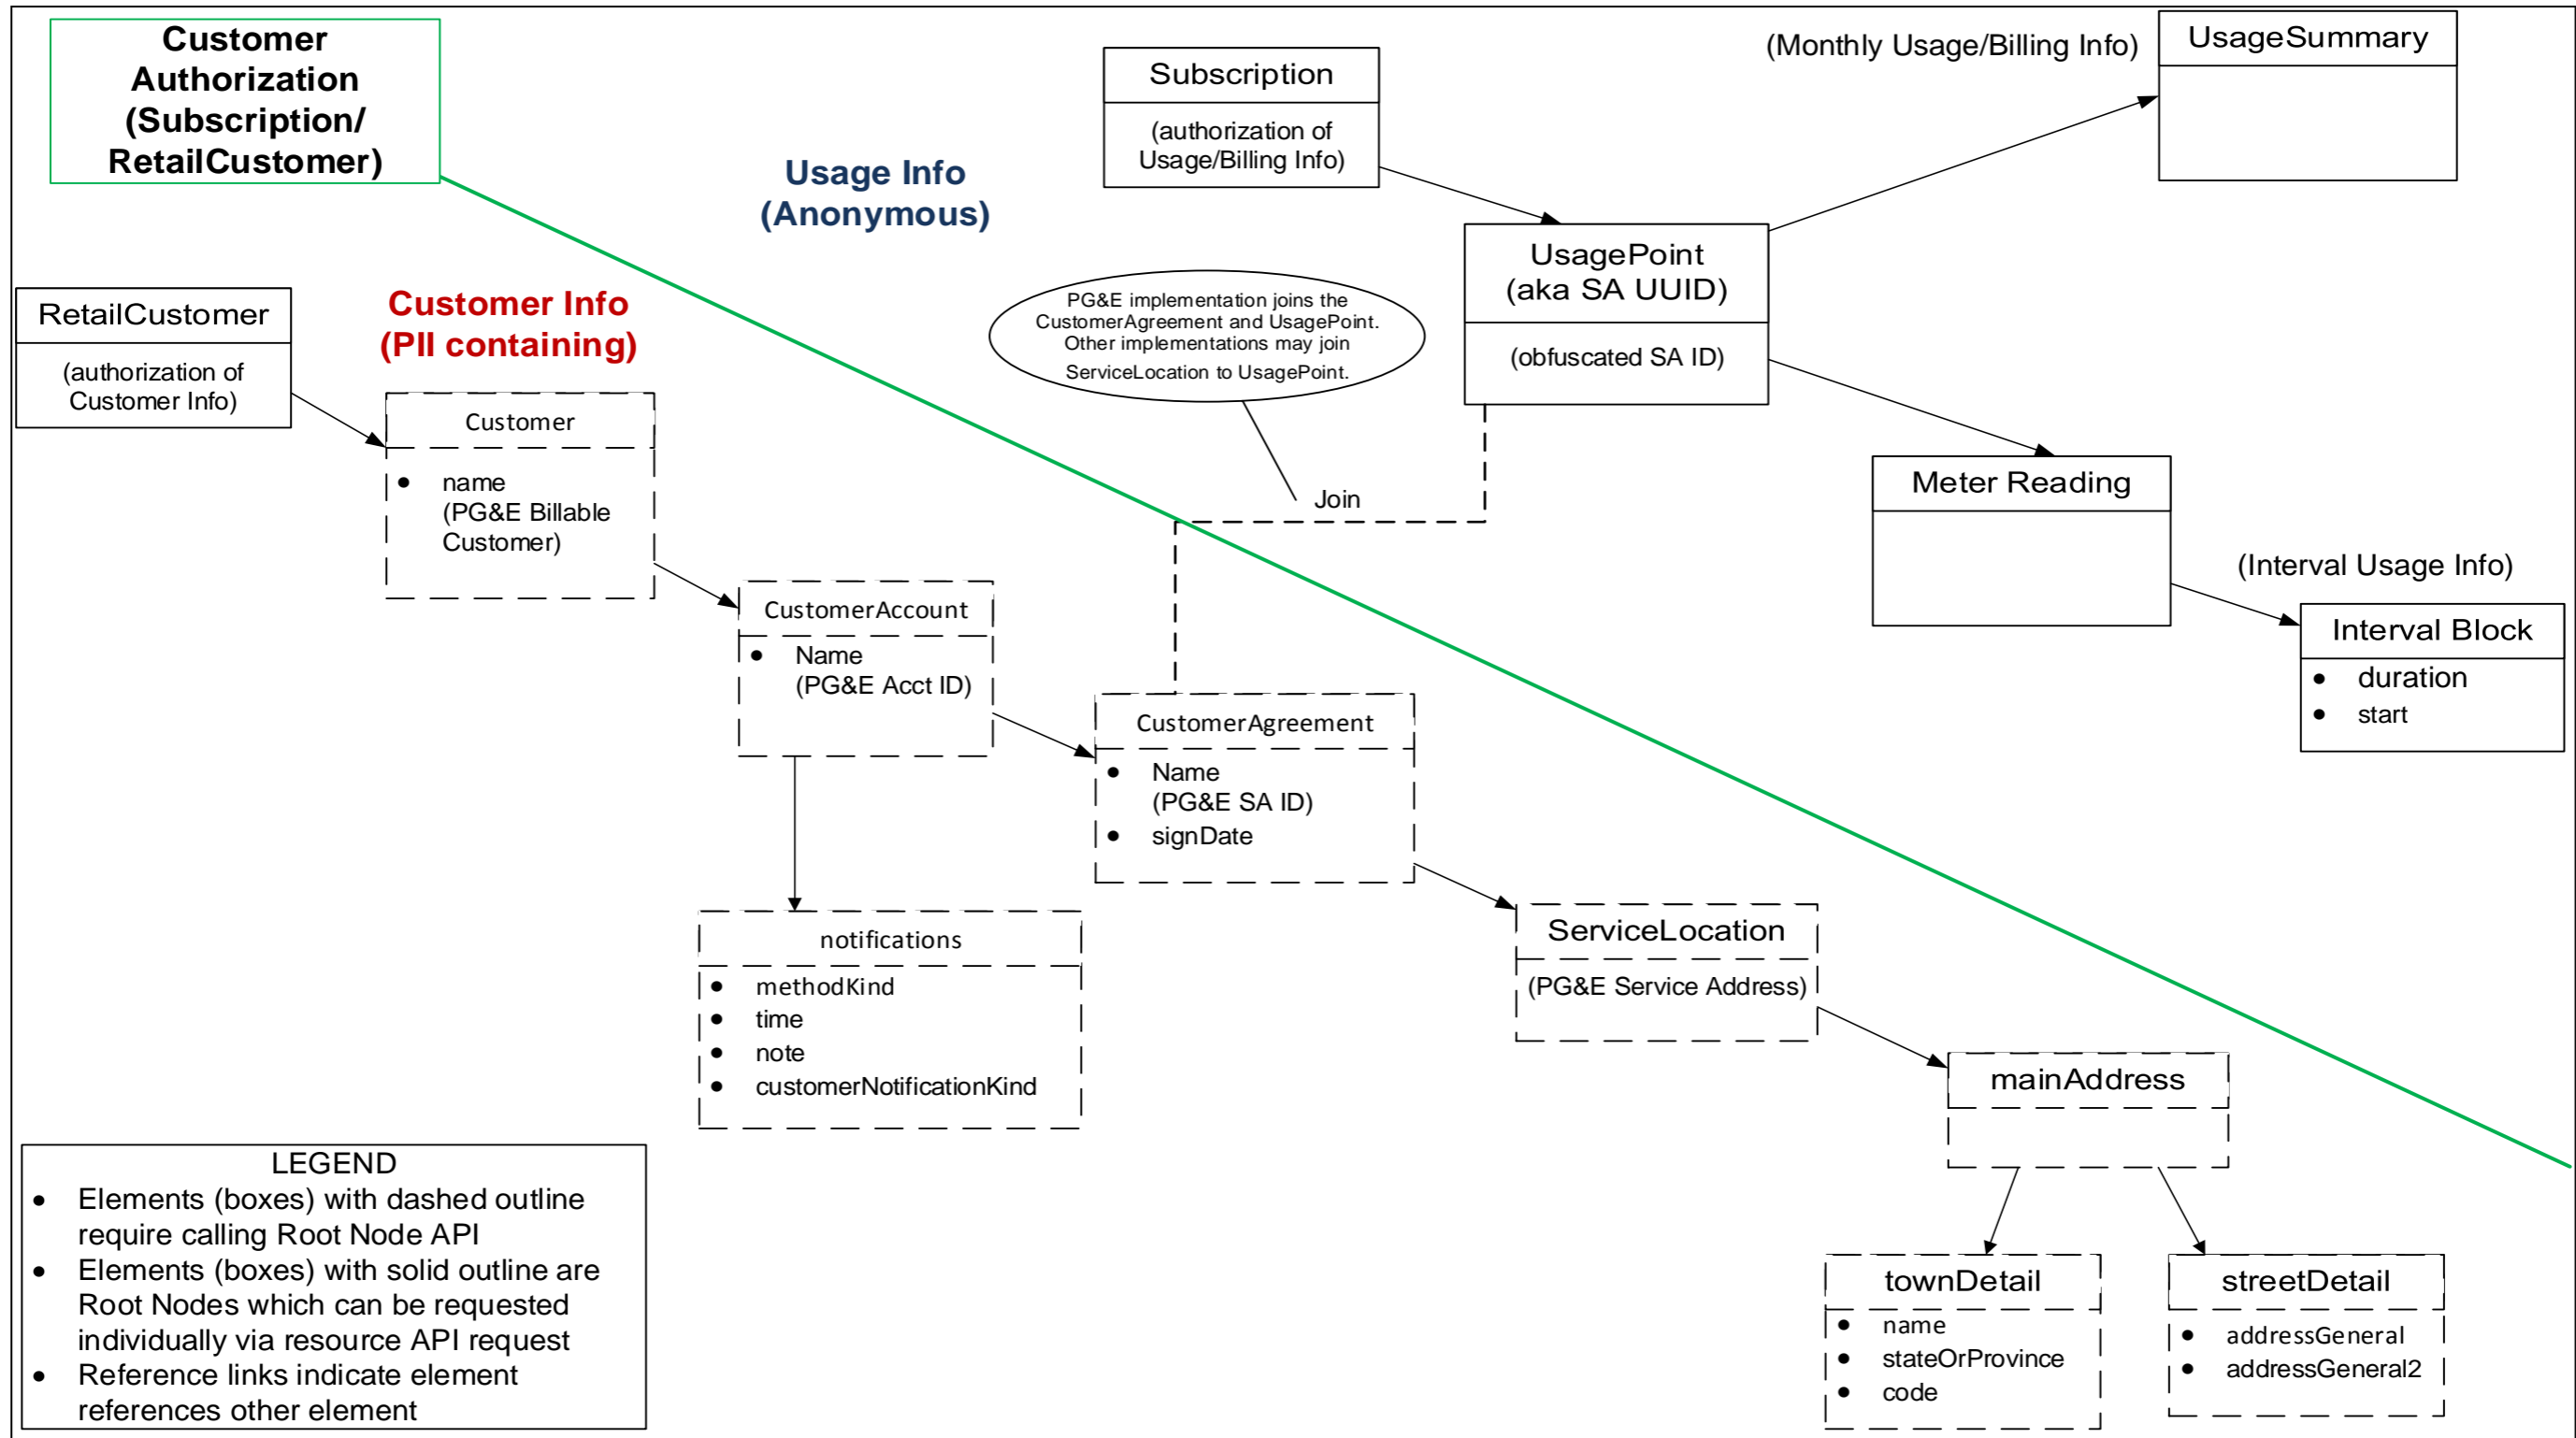 Customer
Authorization
(Subscription/
RetailCustomer)
Usage Info
(Anonymous)
Subscription
(authorization of
Usage/Billing Info)
(Monthly Usage/Billing Info)
UsageSummary
UsagePoint
(aka SA UUID)
(obfuscated SA ID)
PG&E implementation joins the
CustomerAgreement and UsagePoint.
Other implementations may join
ServiceLocation to UsagePoint.
Join
Meter Reading
(Interval Usage Info)
Interval Block
• duration
• start
RetailCustomer
(authorization of
Customer Info)
Customer Info
(PII containing)
Customer
• name
(PG&E Billable
Customer)
CustomerAccount
• Name
(PG&E Acct ID)
CustomerAgreement
• Name
(PG&E SA ID)
• signDate
notifications
• methodKind
• time
• note
• customerNotificationKind
ServiceLocation
(PG&E Service Address)
mainAddress
townDetail
• name
• stateOrProvince
• code
streetDetail
• addressGeneral
• addressGeneral2
LEGEND
• Elements (boxes) with dashed outline
require calling Root Node API
• Elements (boxes) with solid outline are
Root Nodes which can be requested
individually via resource API request
• Reference links indicate element
references other element